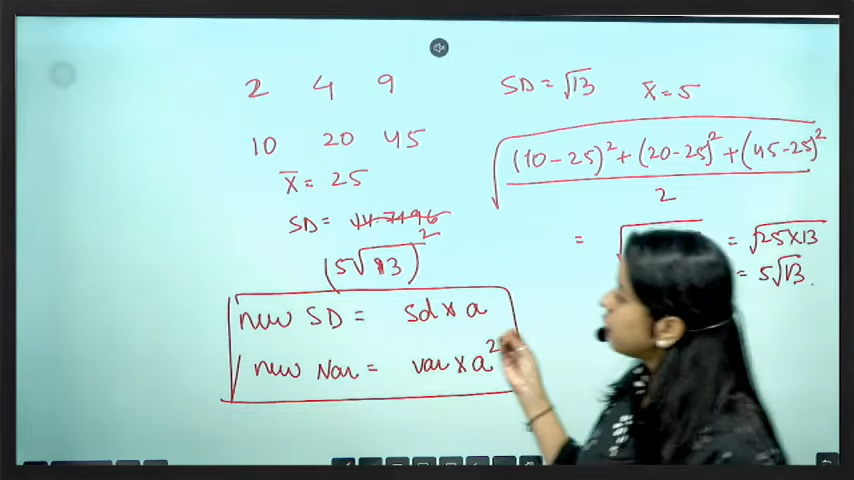 2 4 9
SD = √13 x̄ = 5
10 20 45
x̄ = 25
√((10-25)² + (20-25)² + (45-25)² / 2)
SD =
(5√13)²
= √ = √25×13
= 5√13.
new SD = Sd × a
new Var = var × a²